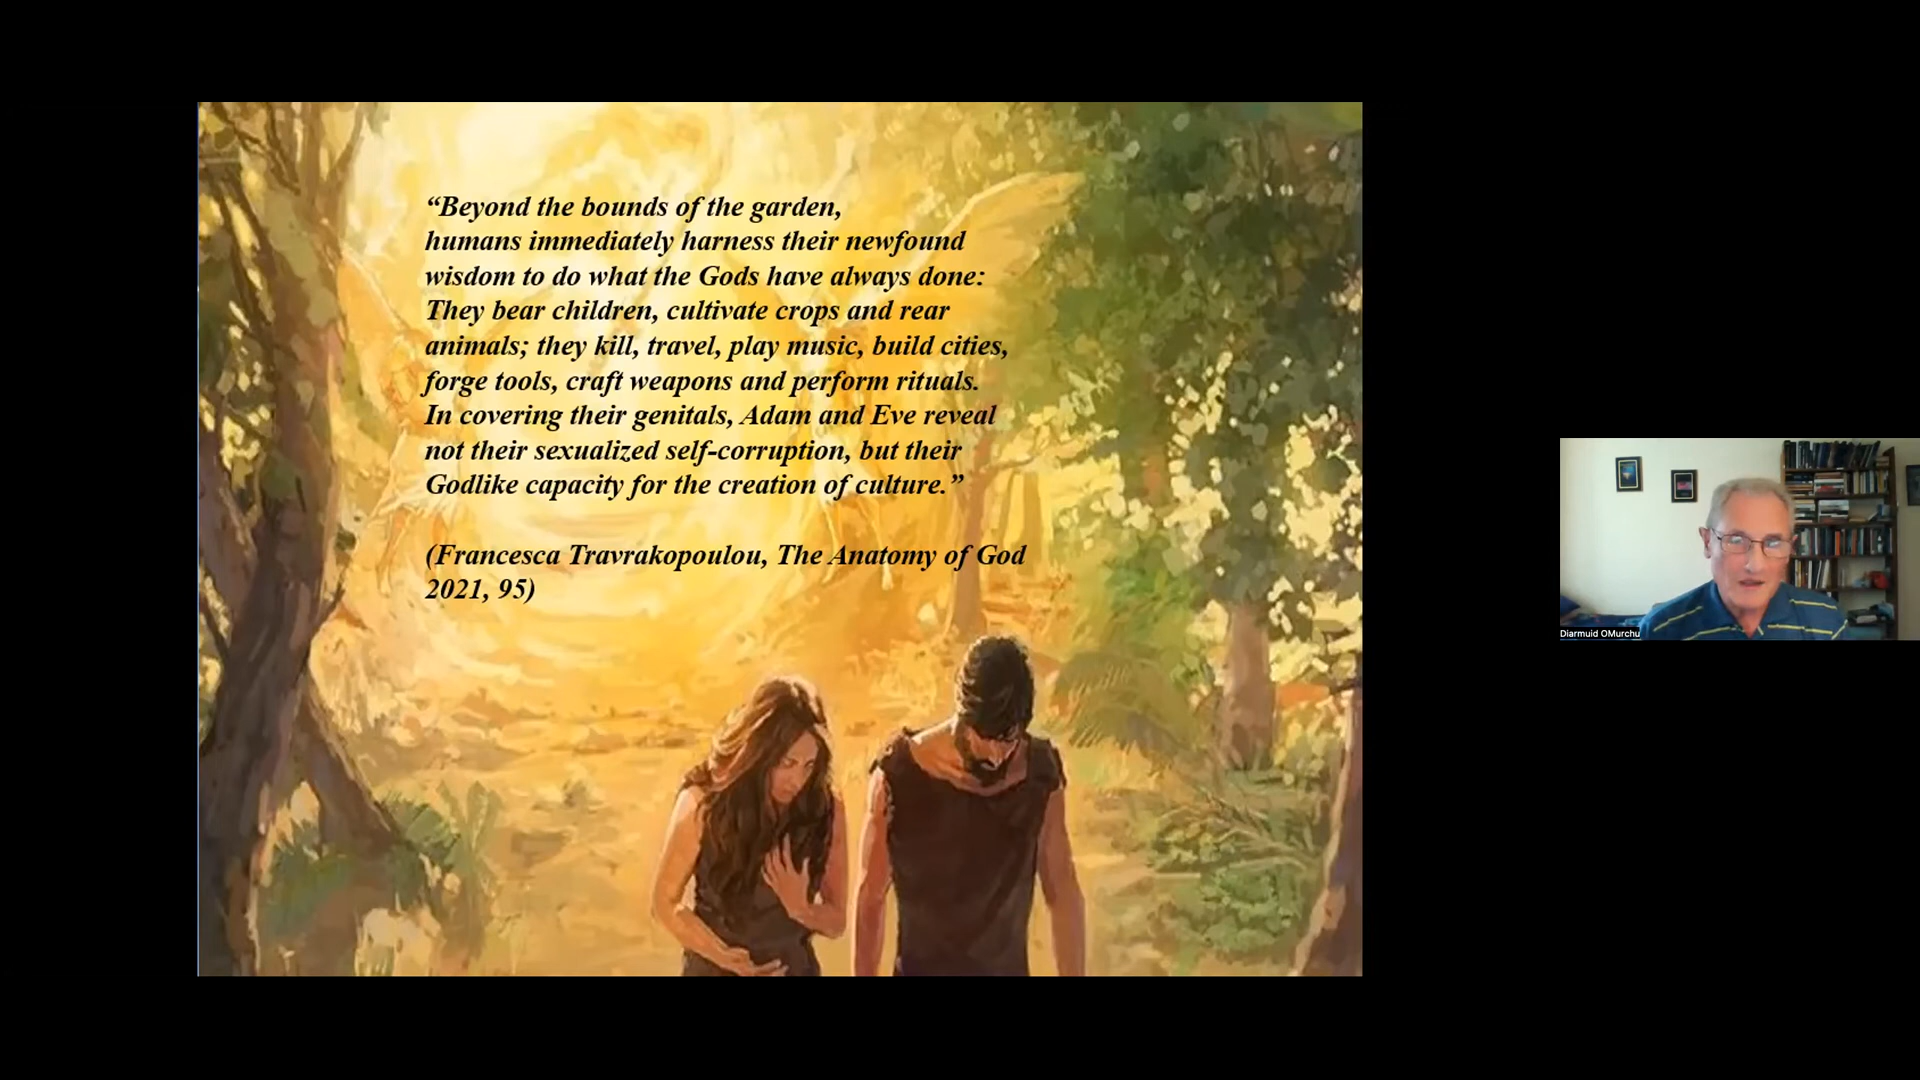 “Beyond the bounds of the garden,
humans immediately harness their newfound
wisdom to do what the Gods have always done:
They bear children, cultivate crops and rear
animals; they kill, travel, play music, build cities,
forge tools, craft weapons and perform rituals.
In covering their genitals, Adam and Eve reveal
not their sexualized self-corruption, but their
Godlike capacity for the creation of culture.”
(Francesca Travrakopoulou, The Anatomy of God
2021, 95)
Diarmuid OMurchu